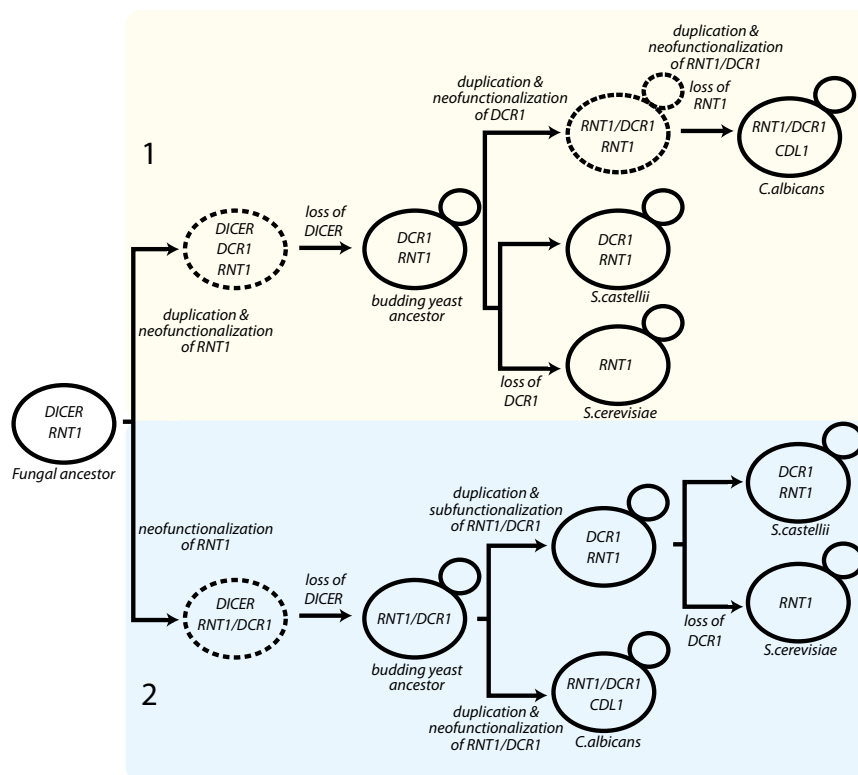 1
duplication &
neofunctionalization
of RNT1/DCR1
duplication &
neofunctionalization
of DCR1
RNT1/DCR1
RNT1
loss of
RNT1
RNT1/DCR1
CDL1
C.albicans
DICER
DCR1
RNT1
loss of
DICER
DCR1
RNT1
budding yeast
ancestor
DCR1
RNT1
S.castellii
duplication &
neofunctionalization
of RNT1
RNT1
loss of
DCR1
S.cerevisiae
DICER
RNT1
Fungal ancestor
neofunctionalization
of RNT1
DICER
RNT1/DCR1
loss of
DICER
RNT1/DCR1
budding yeast
ancestor
duplication &
subfunctionalization
of RNT1/DCR1
DCR1
RNT1
DCR1
RNT1
S.castellii
RNT1
loss of
DCR1
S.cerevisiae
RNT1/DCR1
CDL1
duplication &
neofunctionalization
of RNT1/DCR1
C.albicans
2